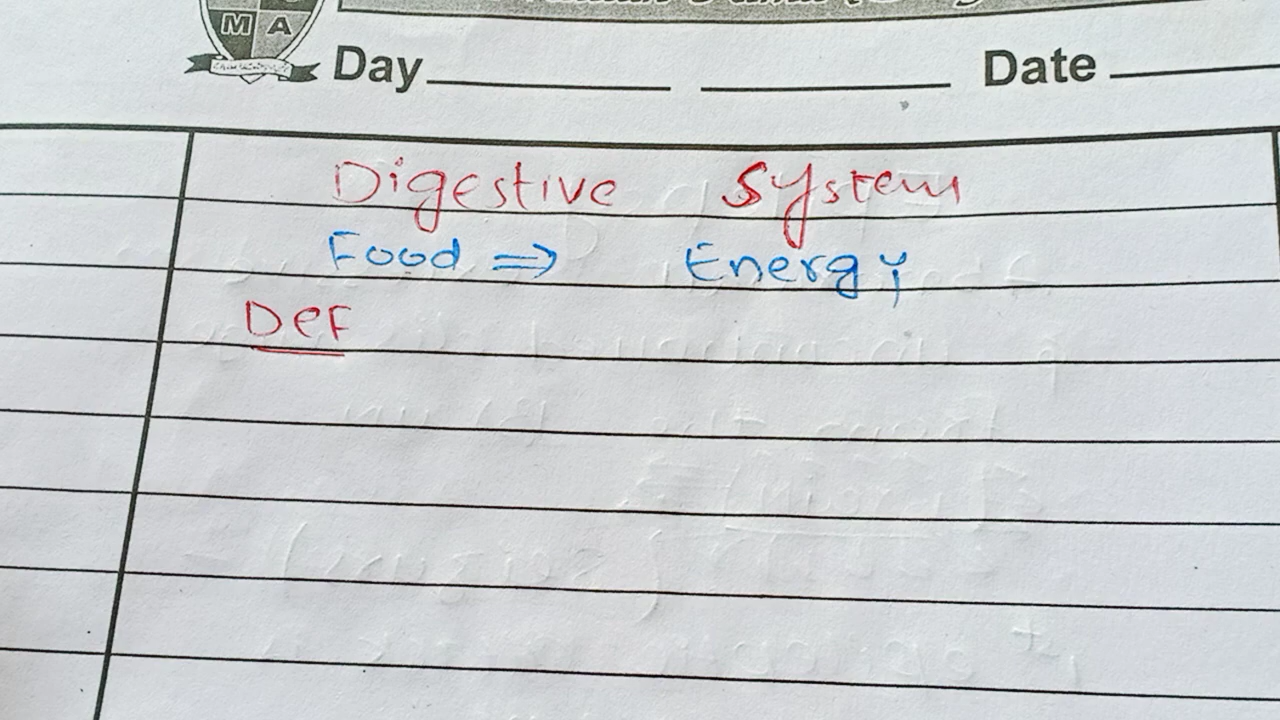 M A
Day Date
Digestive System
Food ⇒ Energy
Def